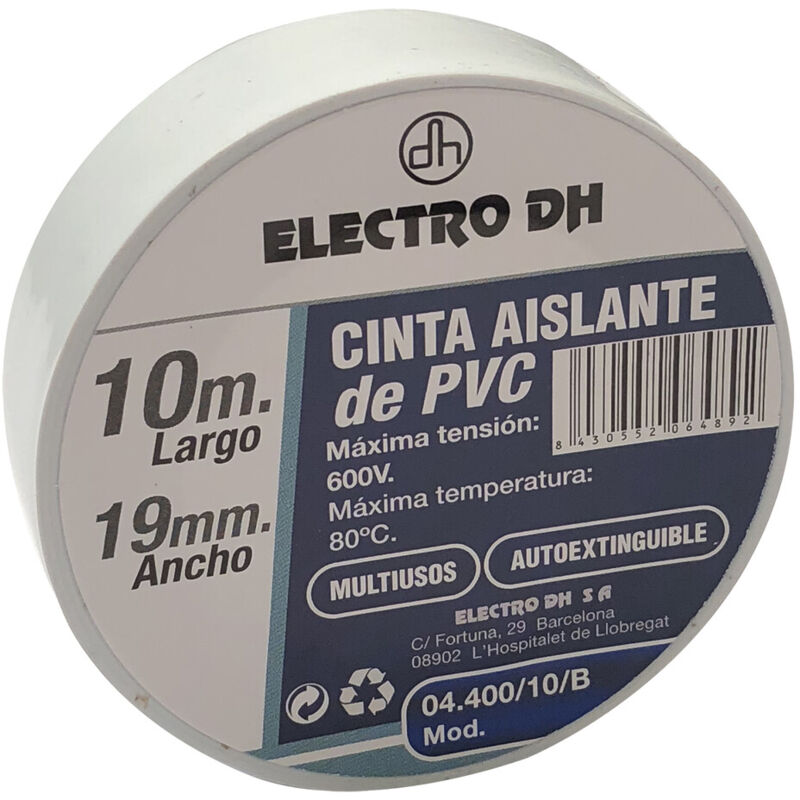 dh
ELECTRO DH
10m.
Largo
19mm.
Ancho
CINTA AISLANTE
de PVC
Máxima tensión:
600V.
Máxima temperatura:
80ºC.
8 430552 064892
MULTIUSOS
AUTOEXTINGUIBLE
ELECTRO DH S A
C/ Fortuna, 29 Barcelona
08902 L'Hospitalet de Llobregat
04.400/10/B
Mod.